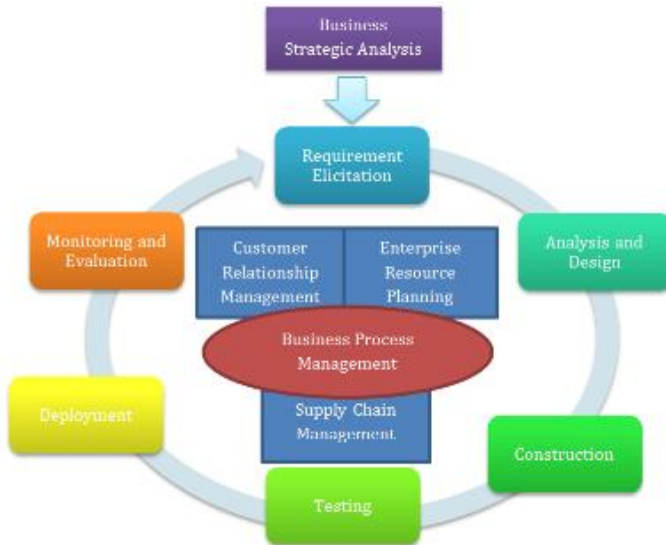 Business
Strategic Analysis
Requirement
Elicitation
Monitoring and
Evaluation
Customer
Relationship
Management
Enterprise
Resource
Planning
Analysis and
Design
Business Process
Management
Deployment
Supply Chain
Management
Construction
Testing